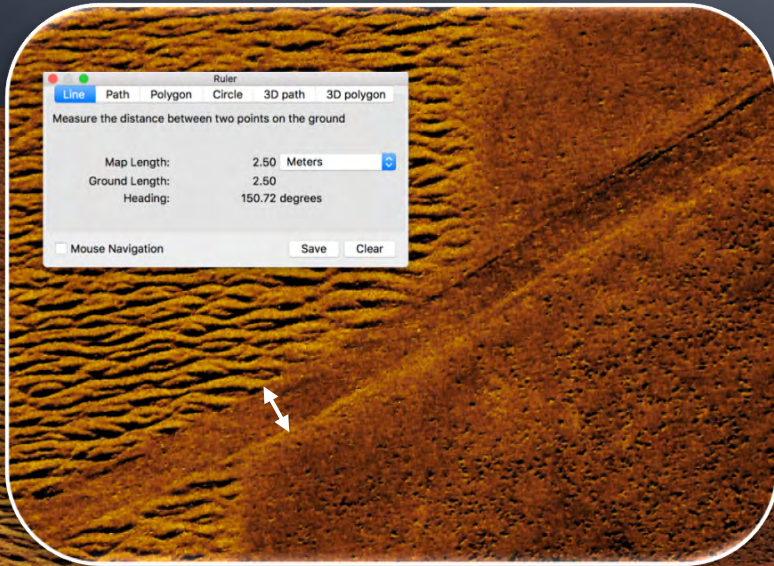 Ruler
Line Path Polygon Circle 3D path 3D polygon
Measure the distance between two points on the ground
Map Length: 2.50 Meters
Ground Length: 2.50
Heading: 150.72 degrees
Mouse Navigation Save Clear